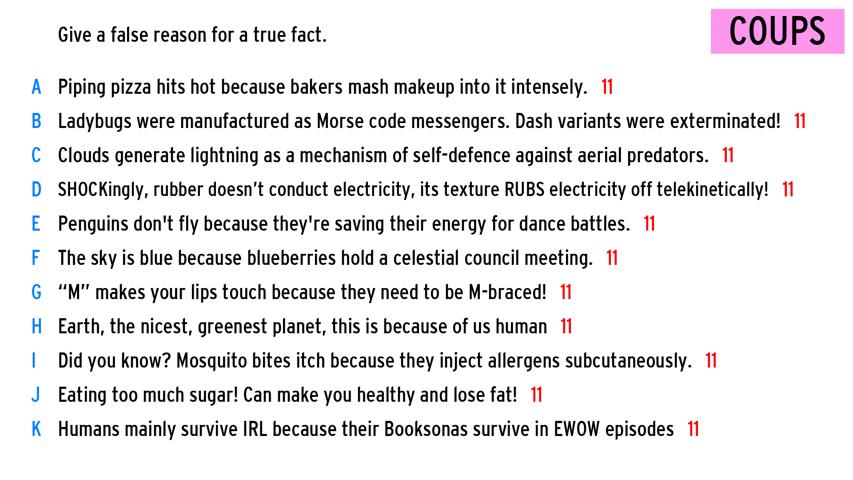 Give a false reason for a true fact.
COUPS
A Piping pizza hits hot because bakers mash makeup into it intensely. 11
B Ladybugs were manufactured as Morse code messengers. Dash variants were exterminated! 11
C Clouds generate lightning as a mechanism of self-defence against aerial predators. 11
D SHOCKingly, rubber doesn’t conduct electricity, its texture RUBS electricity off telekinetically! 11
E Penguins don't fly because they're saving their energy for dance battles. 11
F The sky is blue because blueberries hold a celestial council meeting. 11
G “M” makes your lips touch because they need to be M-braced! 11
H Earth, the nicest, greenest planet, this is because of us human 11
I Did you know? Mosquito bites itch because they inject allergens subcutaneously. 11
J Eating too much sugar! Can make you healthy and lose fat! 11
K Humans mainly survive IRL because their Booksonas survive in EWOW episodes 11